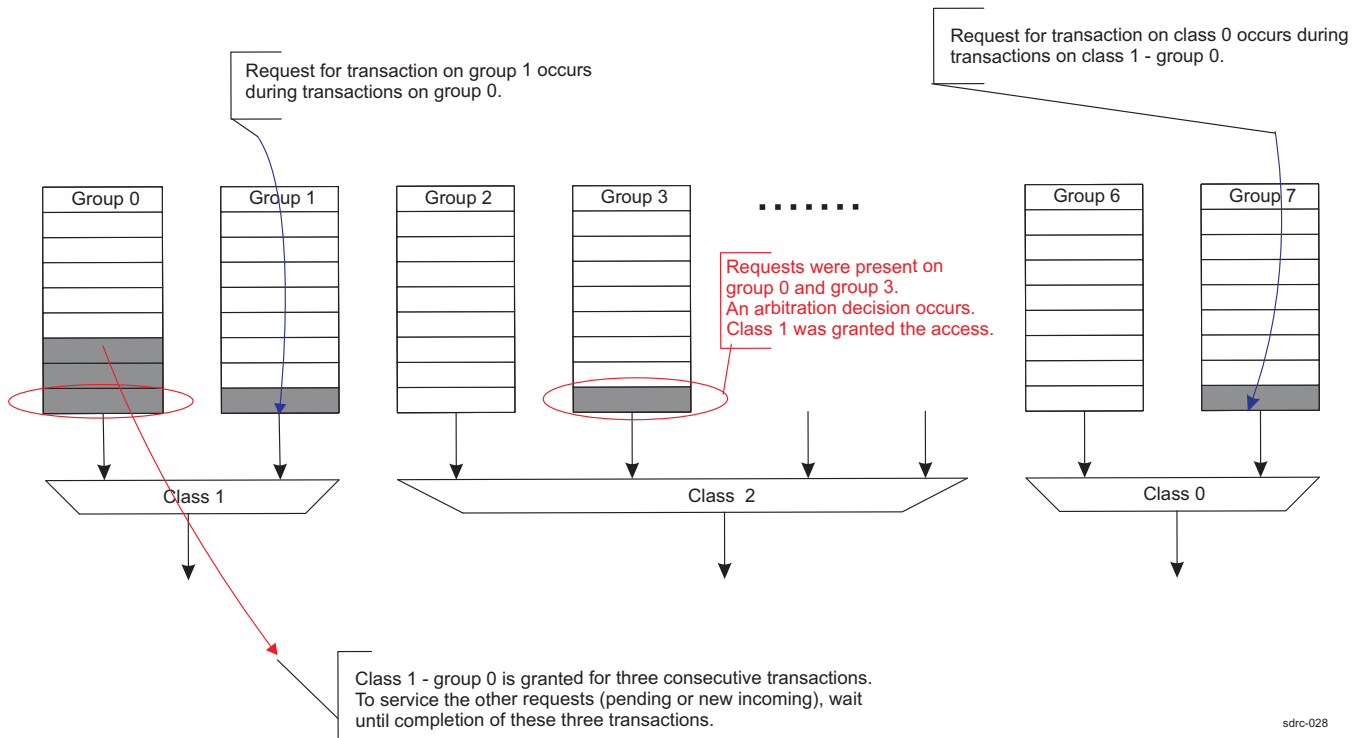 Request for transaction on class 0 occurs during
transactions on class 1 - group 0.
Request for transaction on group 1 occurs
during transactions on group 0.
Group 0
Group 1
Group 2
Group 3
Group 6
Group 7
Requests were present on
group 0 and group 3.
An arbitration decision occurs.
Class 1 was granted the access.
Class 1
Class 2
Class 0
Class 1 - group 0 is granted for three consecutive transactions.
To service the other requests (pending or new incoming), wait
until completion of these three transactions.
sdrc-028